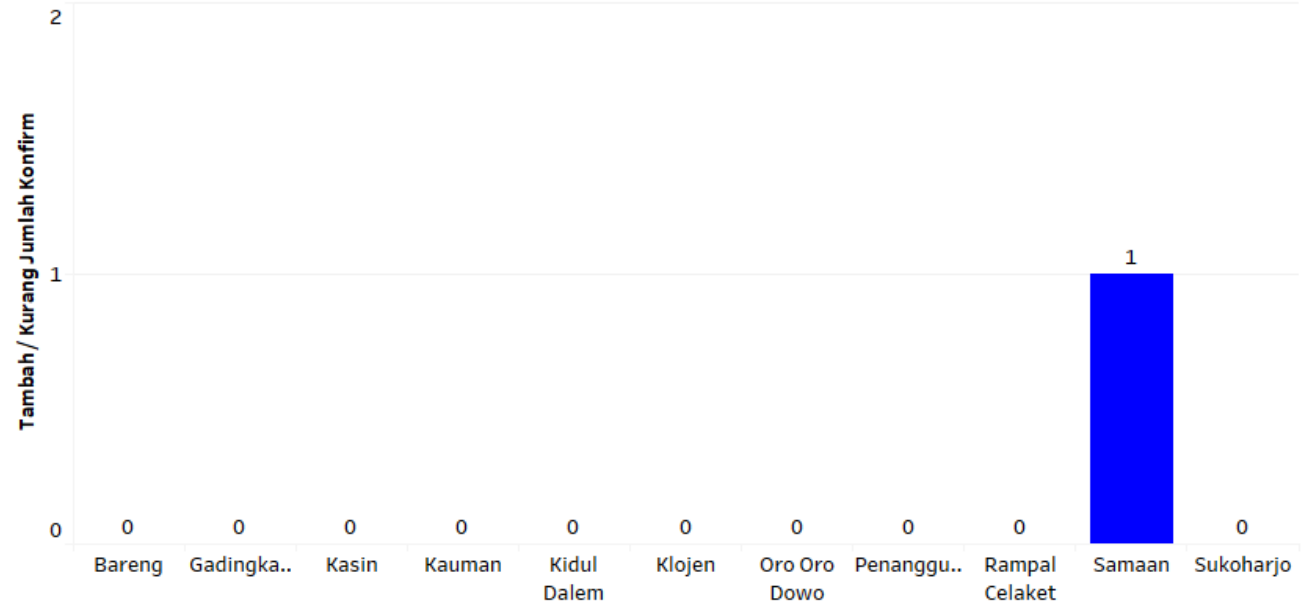 2
Tambah / Kurang Jumlah Konfirm
1
1
0
0 0 0 0 0 0 0 0 0 0
Bareng Gadingka.. Kasin Kauman Kidul Dalem Klojen Oro Oro Dowo Penanggu.. Rampal Celaket Samaan Sukoharjo